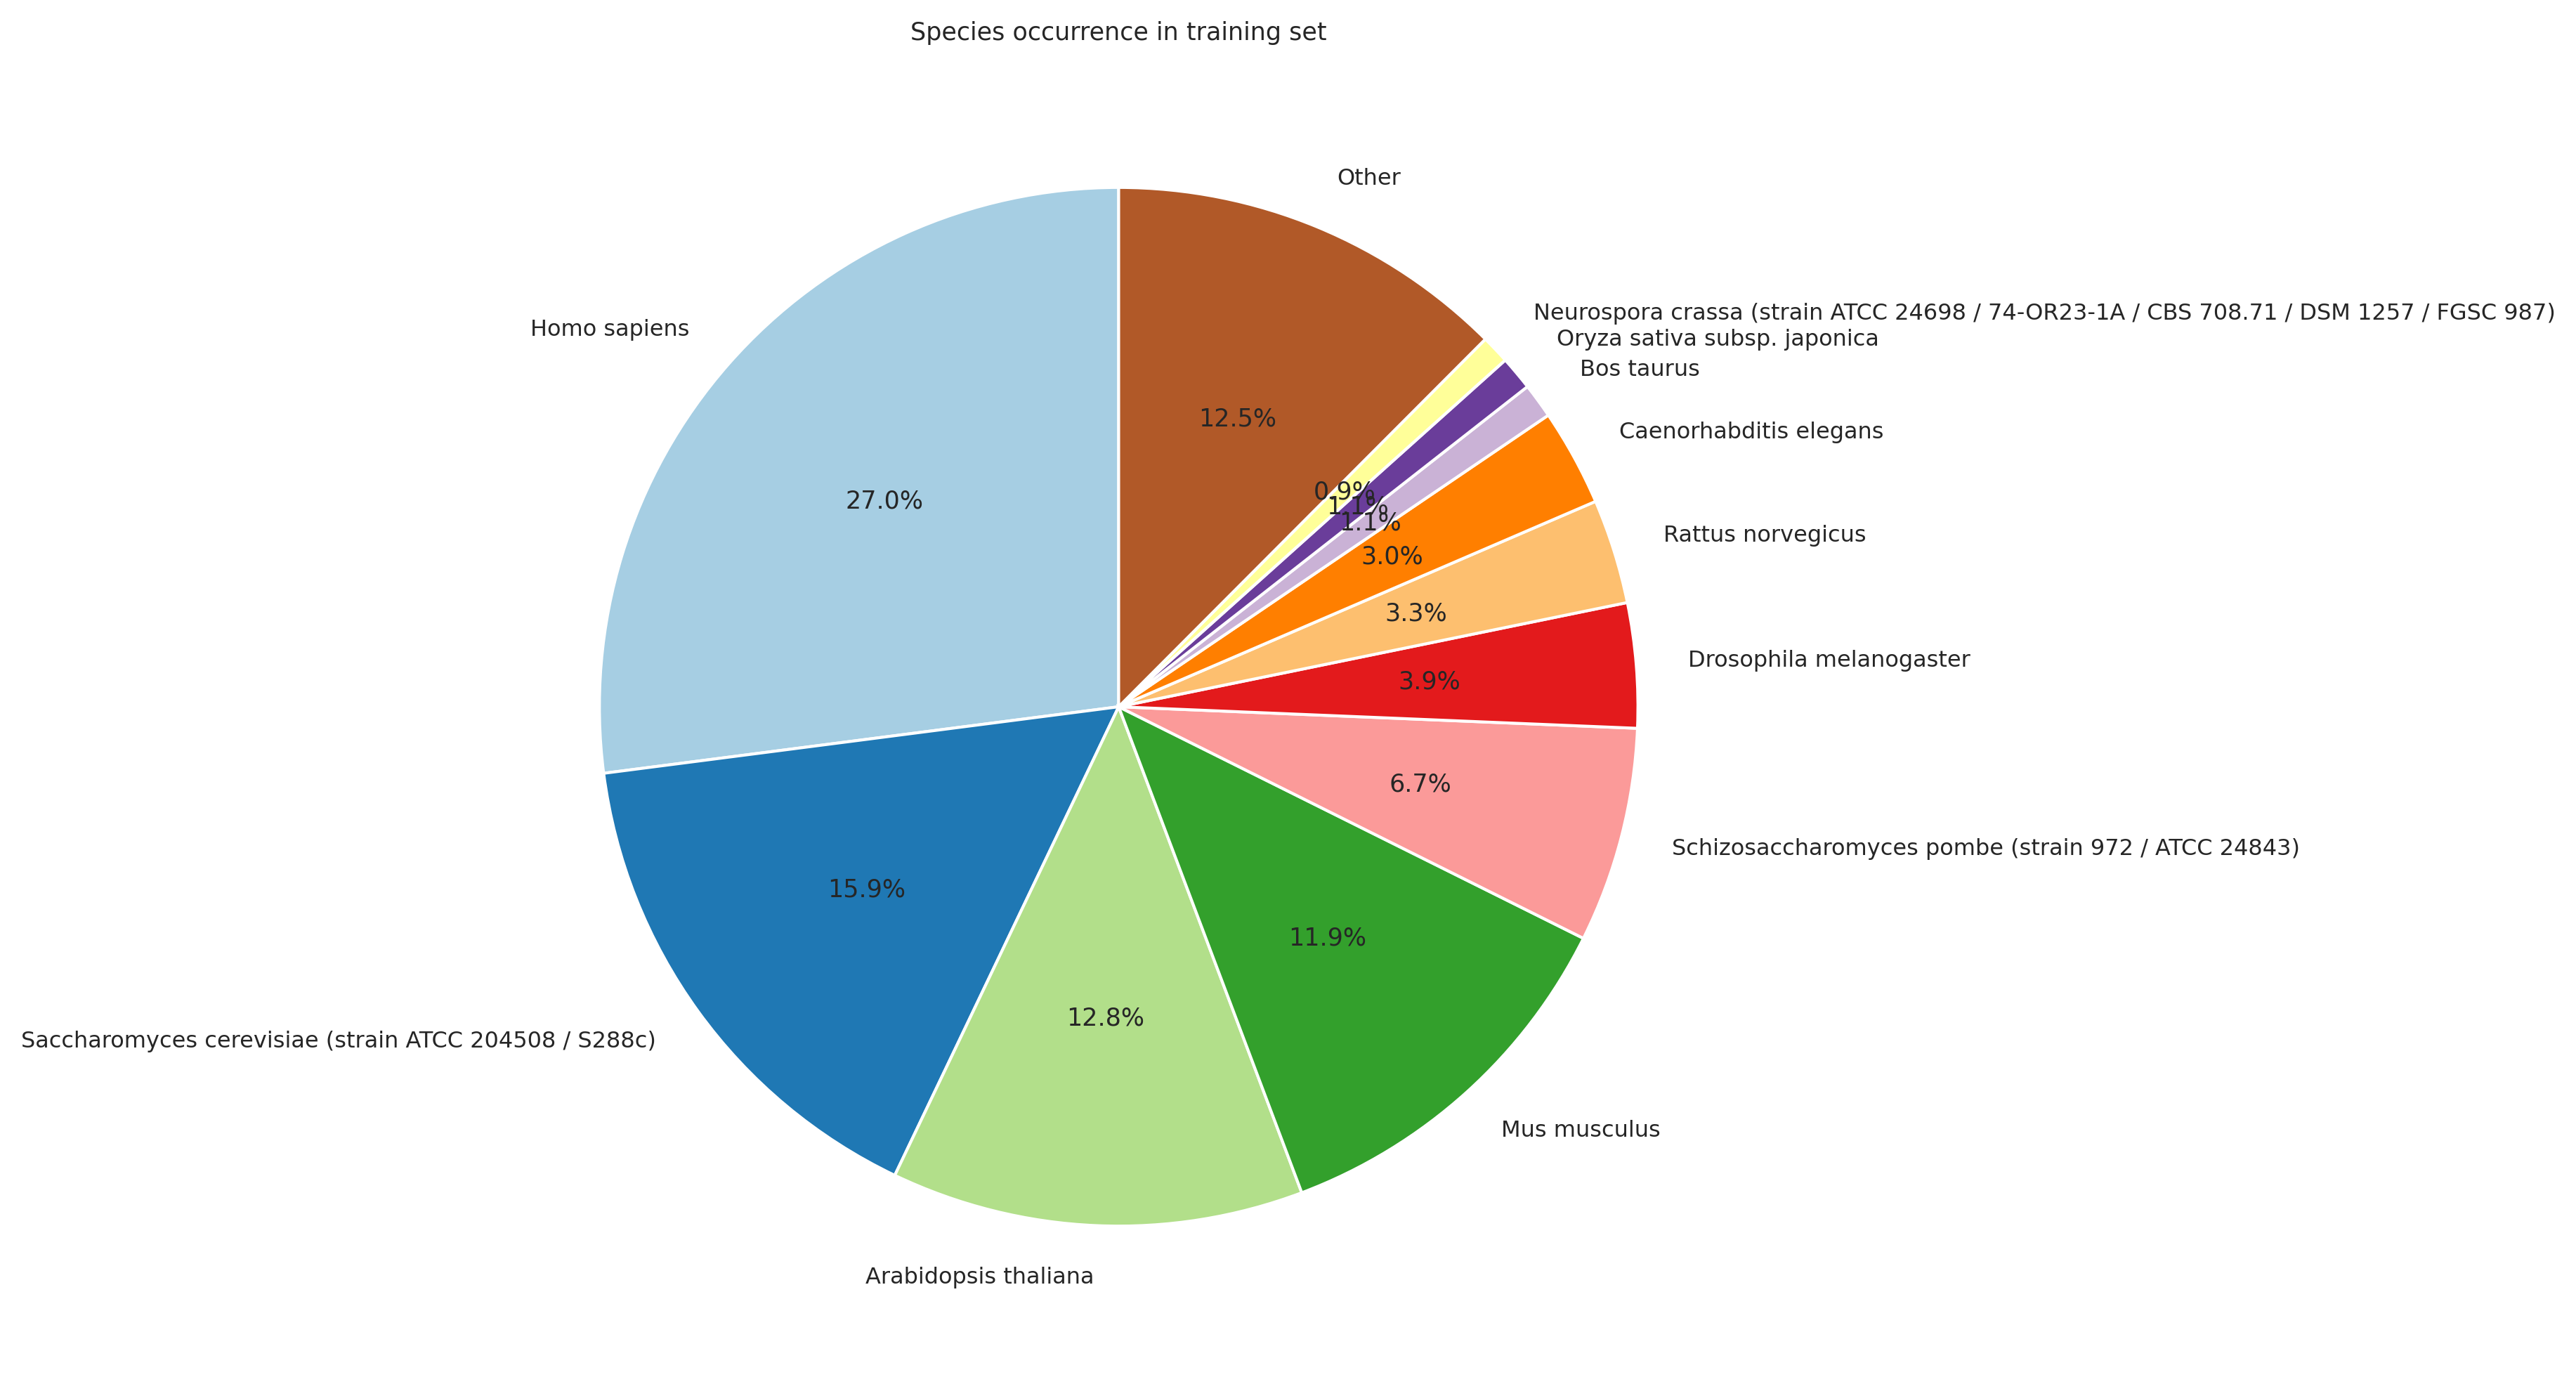 Species occurrence in training set
Other
Neurospora crassa (strain ATCC 24698 / 74-OR23-1A / CBS 708.71 / DSM 1257 / FGSC 987)
Oryza sativa subsp. japonica
Homo sapiens
Bos taurus
Caenorhabditis elegans
12.5%
27.0%
0.9%
1.1%
1.1%
Rattus norvegicus
3.0%
3.3%
Drosophila melanogaster
3.9%
6.7%
Schizosaccharomyces pombe (strain 972 / ATCC 24843)
15.9%
11.9%
12.8%
Saccharomyces cerevisiae (strain ATCC 204508 / S288c)
Mus musculus
Arabidopsis thaliana